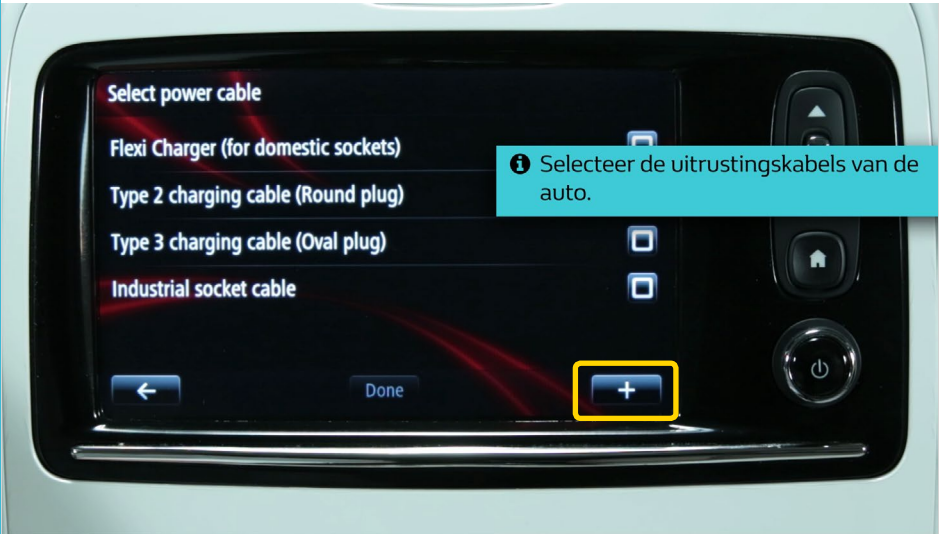 Select power cable
Flexi Charger (for domestic sockets)
Selecteer de uitrustingskabels van de
auto.
Type 2 charging cable (Round plug)
Type 3 charging cable (Oval plug)
Industrial socket cable
Done